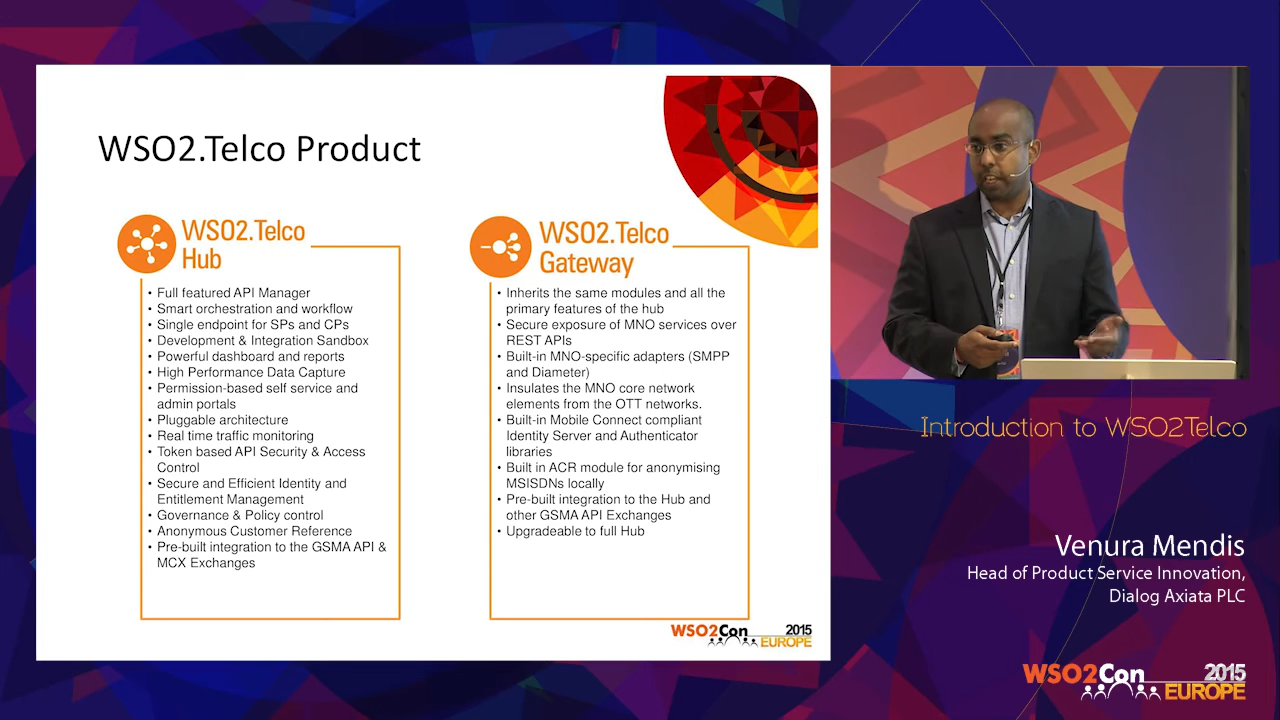 WSO2.Telco Product
WSO2.Telco
Hub
• Full featured API Manager
• Smart orchestration and workflow
• Single endpoint for SPs and CPs
• Development & Integration Sandbox
• Powerful dashboard and reports
• High Performance Data Capture
• Permission-based self service and
admin portals
• Pluggable architecture
• Real time traffic monitoring
• Token based API Security & Access
Control
• Secure and Efficient Identity and
Entitlement Management
• Governance & Policy control
• Anonymous Customer Reference
• Pre-built integration to the GSMA API &
MCX Exchanges
WSO2.Telco
Gateway
• Inherits the same modules and all the
primary features of the hub
• Secure exposure of MNO services over
REST APIs
• Built-in MNO-specific adapters (SMPP
and Diameter)
• Insulates the MNO core network
elements from the OTT networks.
• Built-in Mobile Connect compliant
Identity Server and Authenticator
libraries
• Built in ACR module for anonymising
MSISDNs locally
• Pre-built integration to the Hub and
other GSMA API Exchanges
• Upgradeable to full Hub
WSO2Con 2015
EUROPE
Introduction to WSO2Telco
Venura Mendis
Head of Product Service Innovation,
Dialog Axiata PLC
WSO2Con 2015
EUROPE